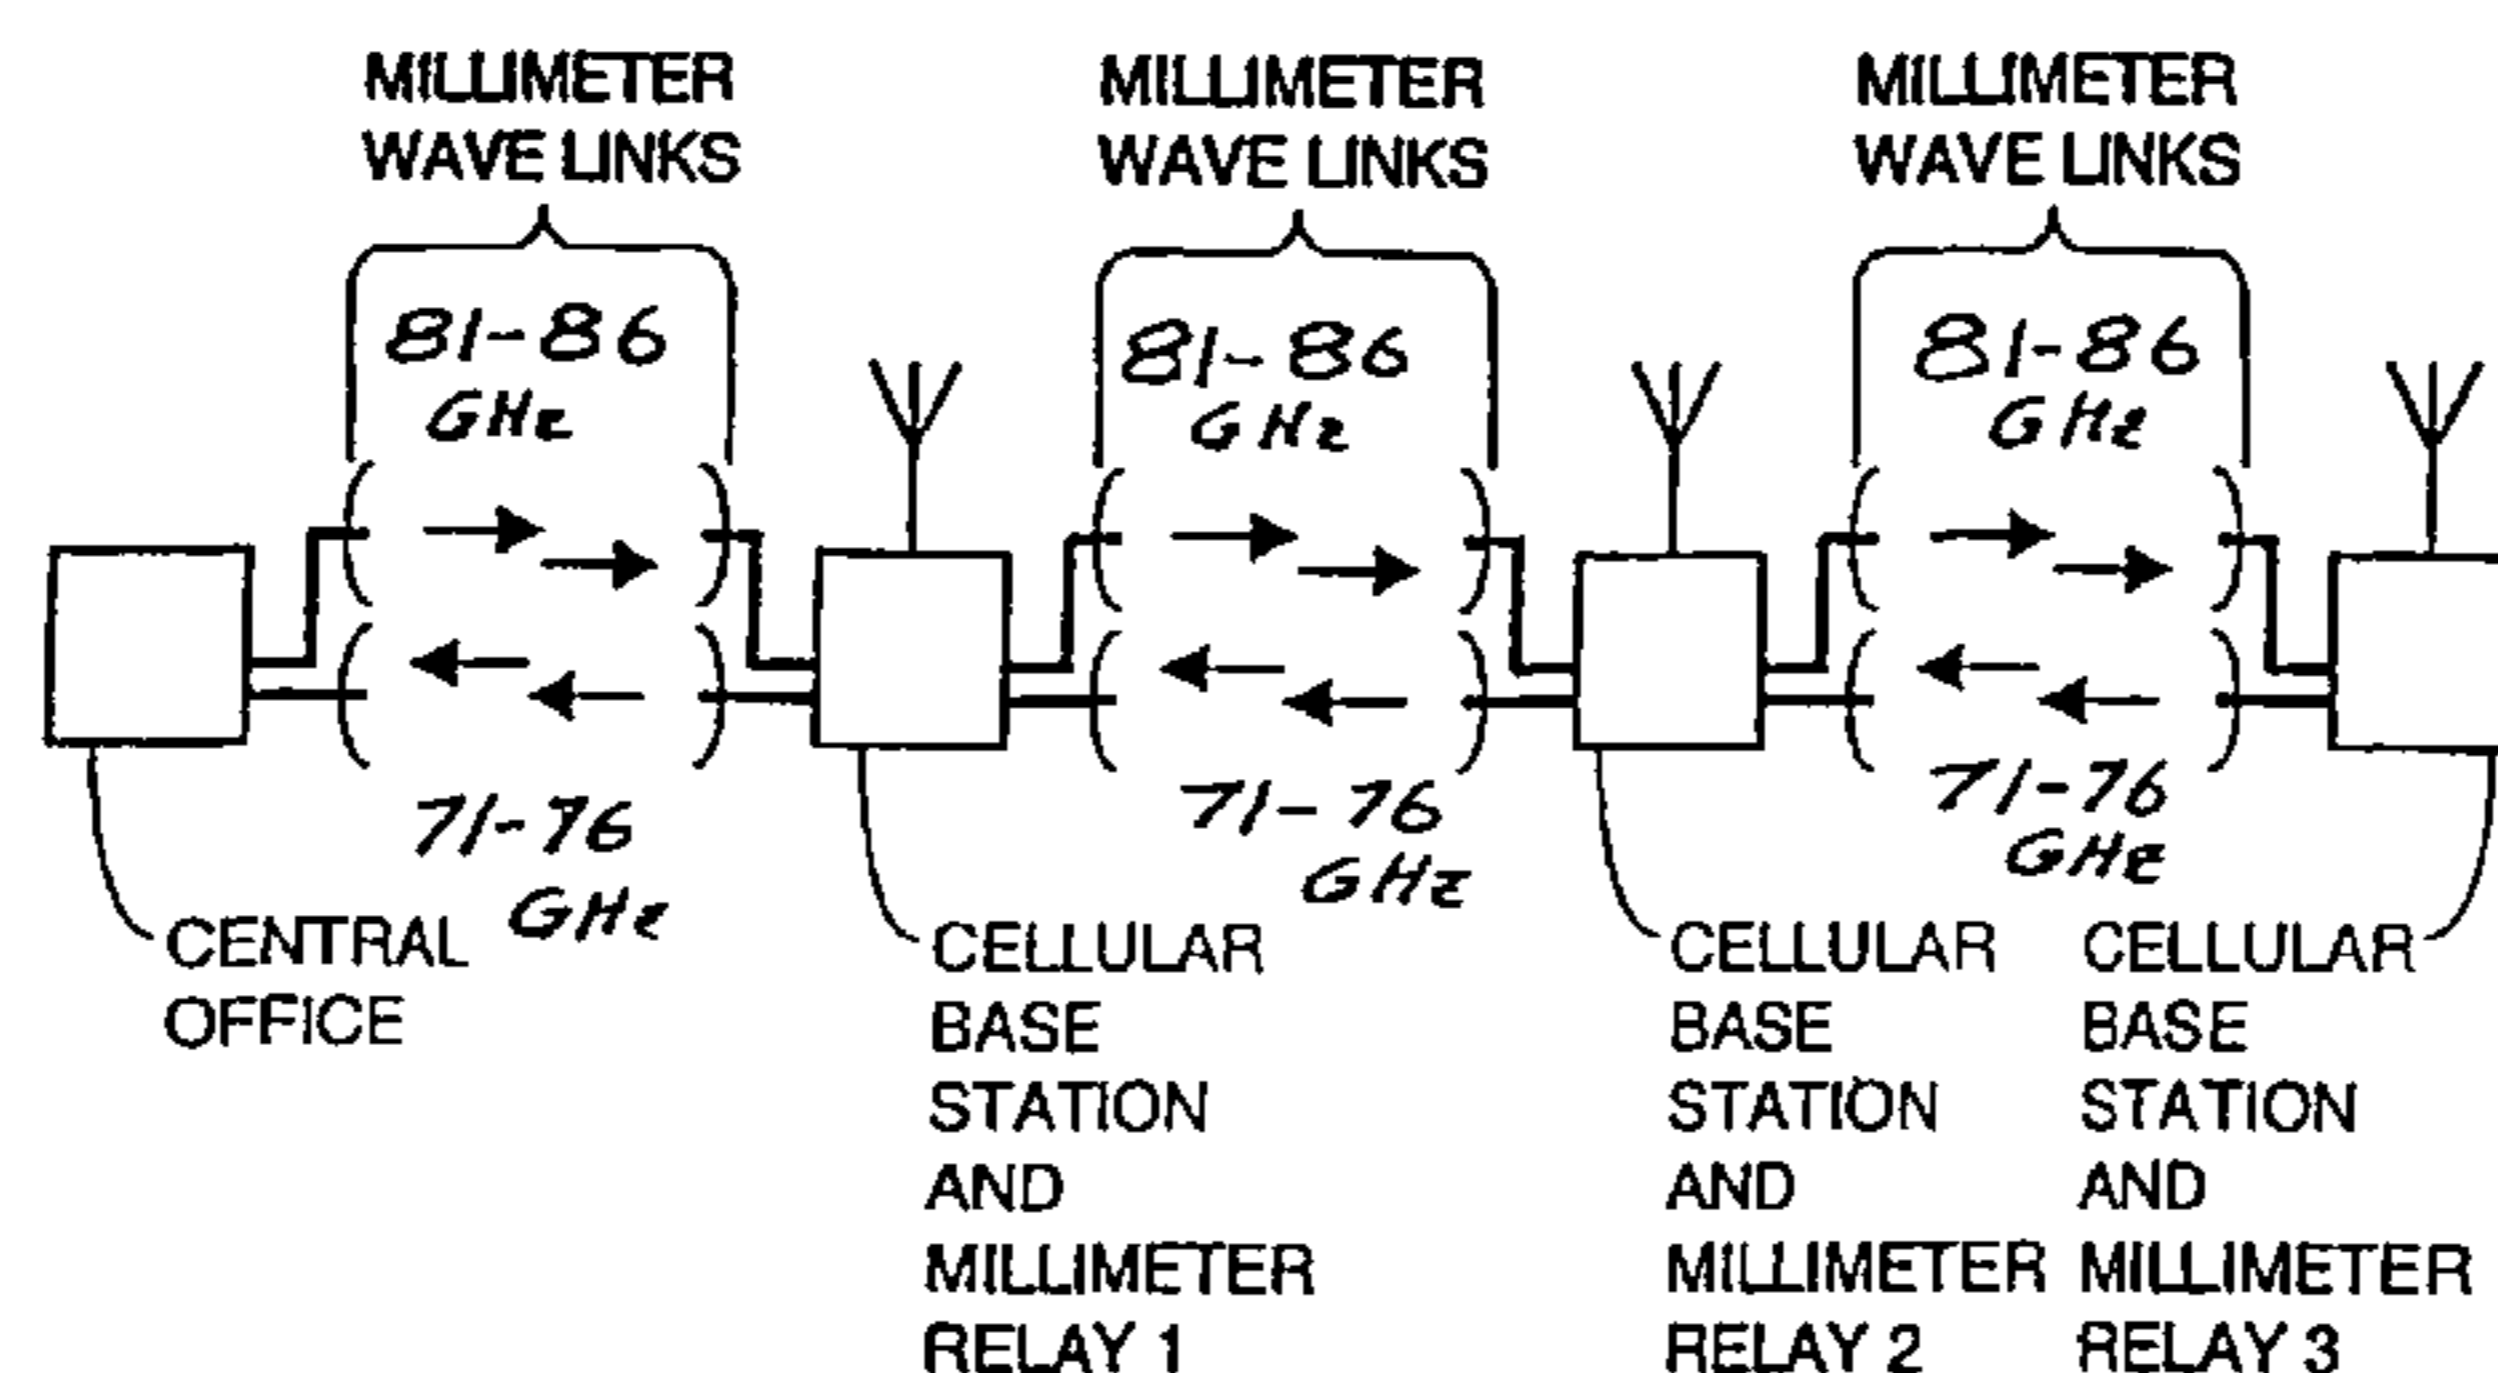 MILLIMETER
WAVE LINKS
MILLIMETER
WAVE LINKS
MILLIMETER
WAVE LINKS
81-86
GHz
81-86
GHz
81-86
GHz
71-76
GHz
71-76
GHz
71-76
GHz
CENTRAL
OFFICE
CELLULAR
BASE
STATION
AND
MILLIMETER
RELAY 1
CELLULAR
BASE
STATION
AND
MILLIMETER
RELAY 2
CELLULAR
BASE
STATION
AND
MILLIMETER
RELAY 3